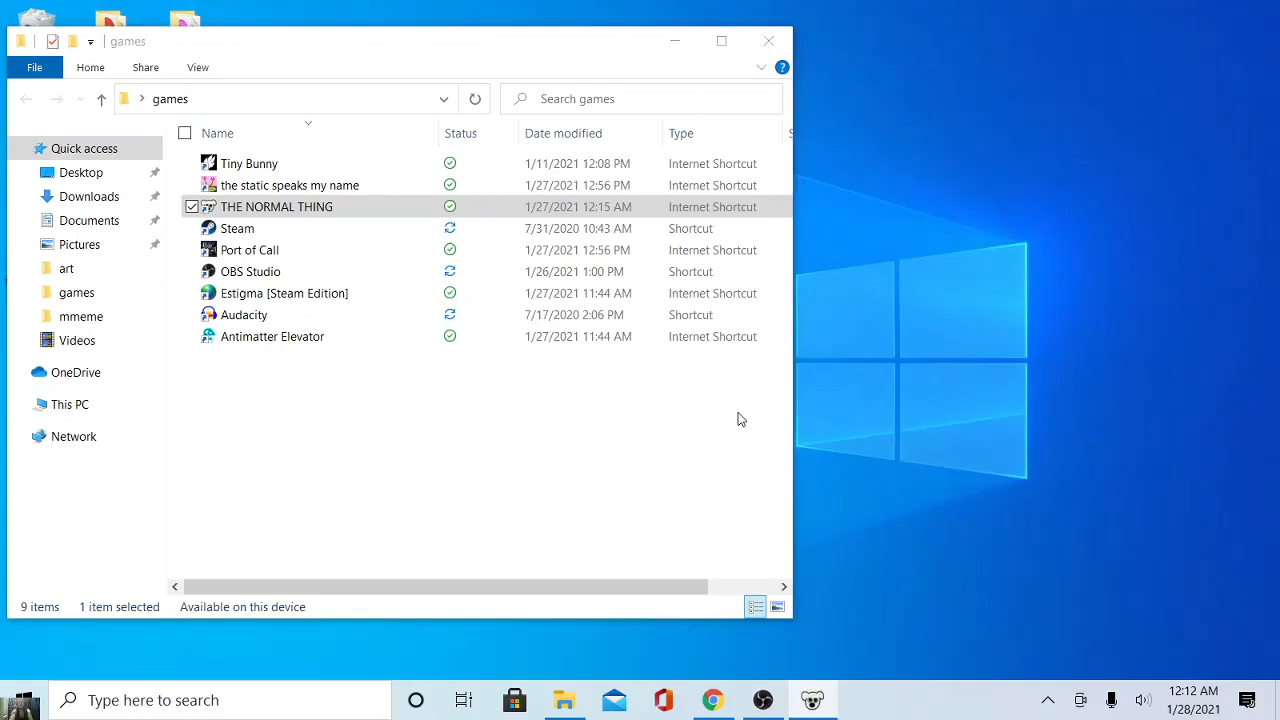 games
File Home Share View
games Search games
Name Status Date modified Type
Quick access
Desktop
Downloads
Documents
Pictures
art
games
mmeme
Videos
OneDrive
This PC
Network
Tiny Bunny 1/11/2021 12:08 PM Internet Shortcut
the static speaks my name 1/27/2021 12:56 PM Internet Shortcut
THE NORMAL THING 1/27/2021 12:15 AM Internet Shortcut
Steam 7/31/2020 10:43 AM Shortcut
Port of Call 1/27/2021 12:56 PM Internet Shortcut
OBS Studio 1/26/2021 1:00 PM Shortcut
Estigma [Steam Edition] 1/27/2021 11:44 AM Internet Shortcut
Audacity 7/17/2020 2:06 PM Shortcut
Antimatter Elevator 1/27/2021 11:44 AM Internet Shortcut
9 items 1 item selected Available on this device
Type here to search
12:12 AM
1/28/2021